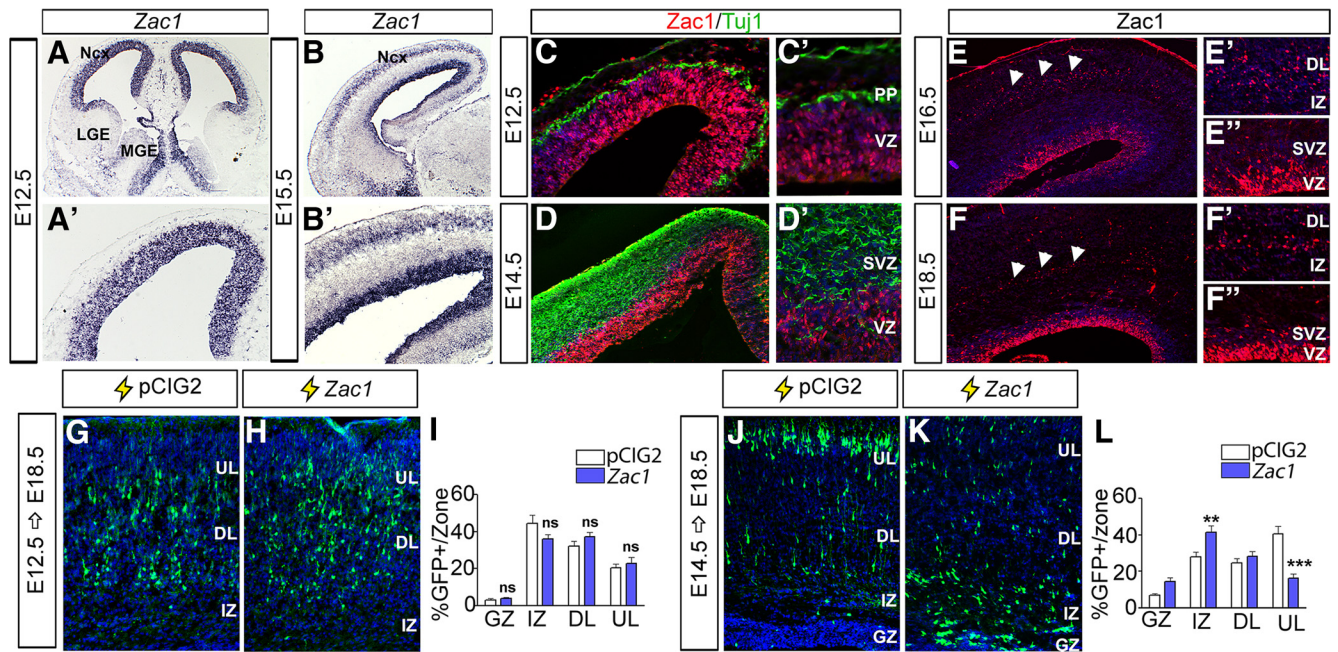 Zac1
Zac1
Zac1/Tuj1
Zac1
E12.5
A
Ncx
LGE
MGE
A'
E15.5
B
Ncx
B'
E12.5
C
C'
PP
VZ
E14.5
D
D'
SVZ
VZ
E16.5
E
E'
DL
IZ
E”
SVZ
VZ
E18.5
F
F'
DL
IZ
F”
SVZ
VZ
E12.5 ⇨ E18.5
pCIG2
Zac1
G
UL
DL
IZ
H
UL
DL
IZ
I
pCIG2
Zac1
%GFP+/Zone
60
40
20
0
ns
ns
ns
ns
GZ IZ DL UL
E14.5 ⇨ E18.5
pCIG2
Zac1
J
UL
DL
IZ
GZ
K
UL
DL
IZ
GZ
L
pCIG2
Zac1
%GFP+/zone
60
40
20
0
**
***
GZ IZ DL UL